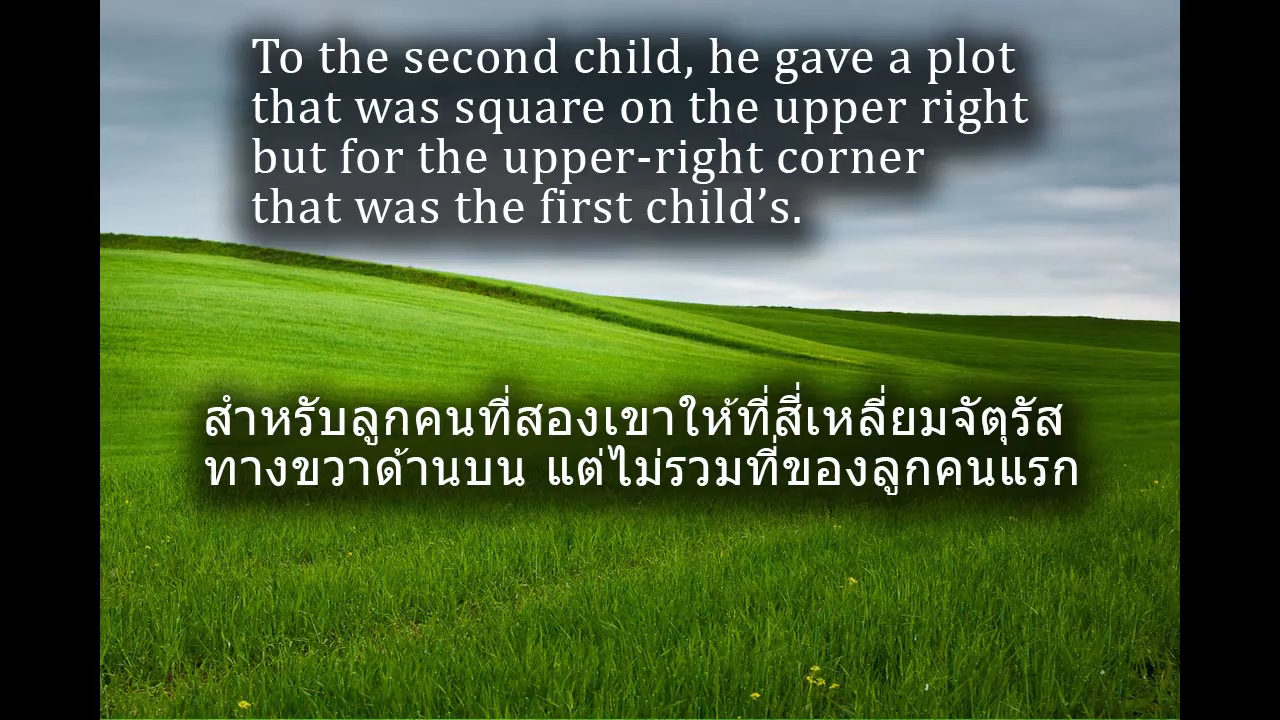 To the second child, he gave a plot
that was square on the upper right
but for the upper-right corner
that was the first child’s.
สำหรับลูกคนที่สองเขาให้ที่สี่เหลี่ยมจัตุรัส
ทางขวาด้านบน แต่ไม่รวมที่ของลูกคนแรก